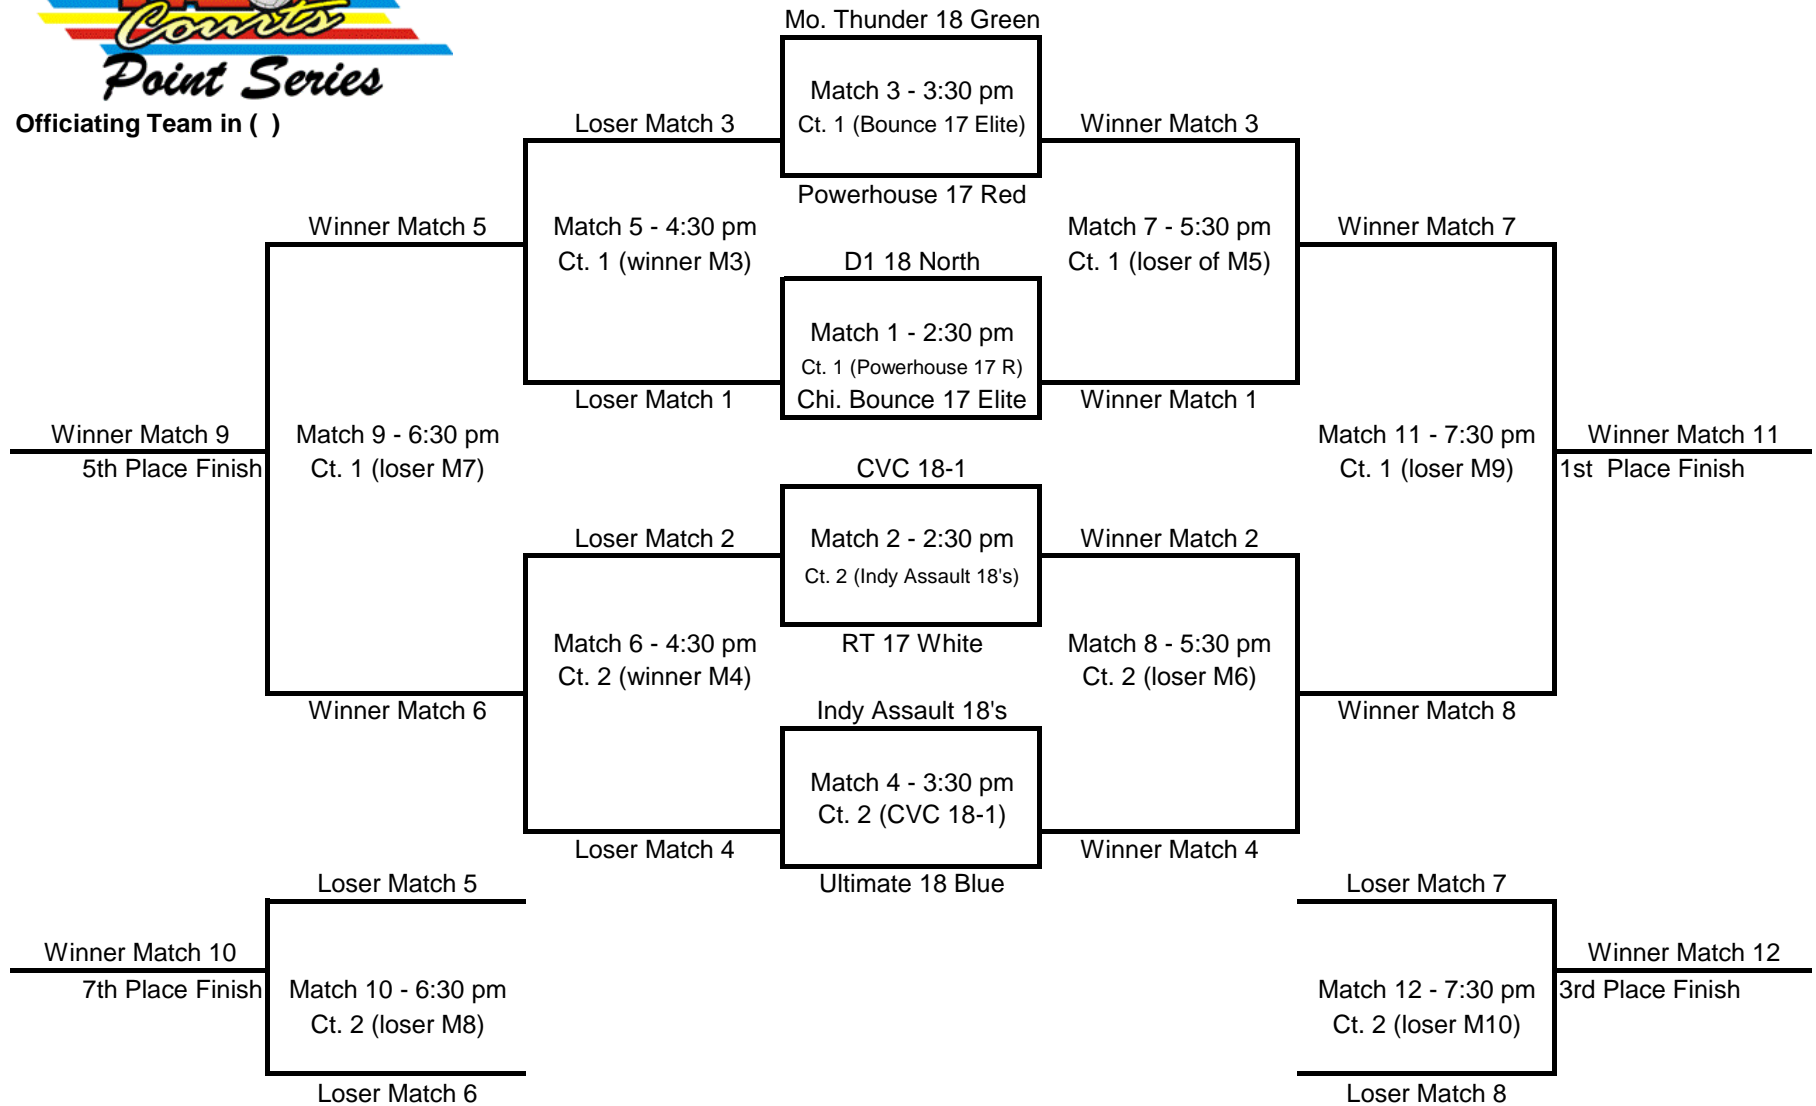 Courts
Point Series
Officiating Team in ( )
Mo. Thunder 18 Green
Match 3 - 3:30 pm
Ct. 1 (Bounce 17 Elite)
Loser Match 3
Winner Match 3
Powerhouse 17 Red
Winner Match 5
Match 5 - 4:30 pm
Ct. 1 (winner M3)
Match 7 - 5:30 pm
Ct. 1 (loser of M5)
Winner Match 7
D1 18 North
Match 1 - 2:30 pm
Ct. 1 (Powerhouse 17 R)
Chi. Bounce 17 Elite
Loser Match 1
Winner Match 1
Winner Match 9
5th Place Finish
Match 9 - 6:30 pm
Ct. 1 (loser M7)
Match 11 - 7:30 pm
Ct. 1 (loser M9)
Winner Match 11
1st  Place Finish
CVC 18-1
Loser Match 2
Match 2 - 2:30 pm
Ct. 2 (Indy Assault 18's)
Winner Match 2
RT 17 White
Match 6 - 4:30 pm
Ct. 2 (winner M4)
Match 8 - 5:30 pm
Ct. 2 (loser M6)
Winner Match 6
Winner Match 8
Indy Assault 18's
Match 4 - 3:30 pm
Ct. 2 (CVC 18-1)
Loser Match 4
Winner Match 4
Ultimate 18 Blue
Loser Match 5
Loser Match 7
Winner Match 10
7th Place Finish
Match 10 - 6:30 pm
Ct. 2 (loser M8)
Match 12 - 7:30 pm
Ct. 2 (loser M10)
Winner Match 12
3rd Place Finish
Loser Match 6
Loser Match 8